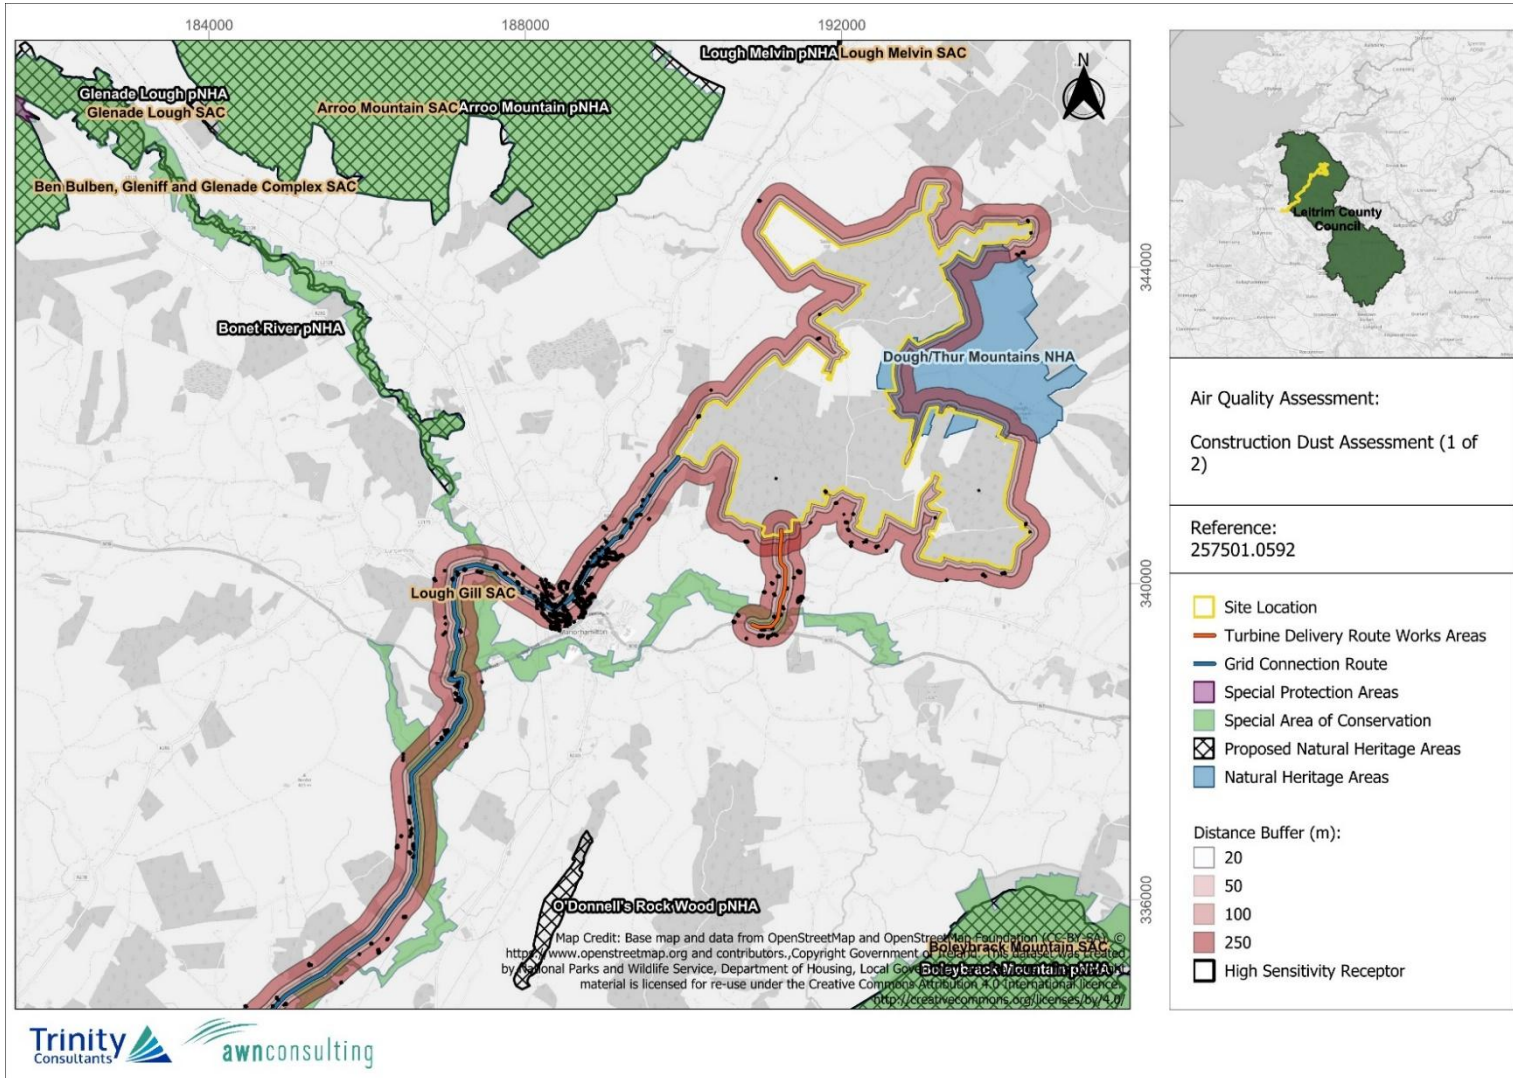 184000
188000
192000
Lough Melvin pNHA Lough Melvin SAC
N
Glenade Lough pNHA
Glenade Lough SAC
Arroo Mountain SAC Arroo Mountain pNHA
Ben Bulben, Gleniff and Glenade Complex SAC
344000
Bonet River pNHA
Dough/Thur Mountains NHA
Lough Gill SAC
340000
O'Donnell's Rock Wood pNHA
336000
Boleybrack Mountain SAC
Boleybrack Mountain pNHA
Map Credit: Base map and data from OpenStreetMap and OpenStreetMap Foundation (CC-BY-SA). ©
https://www.openstreetmap.org and contributors.,Copyright Government of Ireland. This dataset was created
by National Parks and Wildlife Service, Department of Housing, Local
material is licensed for re-use under the Creative Commons Attribution 4.0 International licence.
http://creativecommons.org/licenses/by/4.0/
Leitrim County
Council
Air Quality Assessment:
Construction Dust Assessment (1 of
2)
Reference:
257501.0592
Site Location
Turbine Delivery Route Works Areas
Grid Connection Route
Special Protection Areas
Special Area of Conservation
Proposed Natural Heritage Areas
Natural Heritage Areas
Distance Buffer (m):
20
50
100
250
High Sensitivity Receptor
Trinity
Consultants
awnconsulting